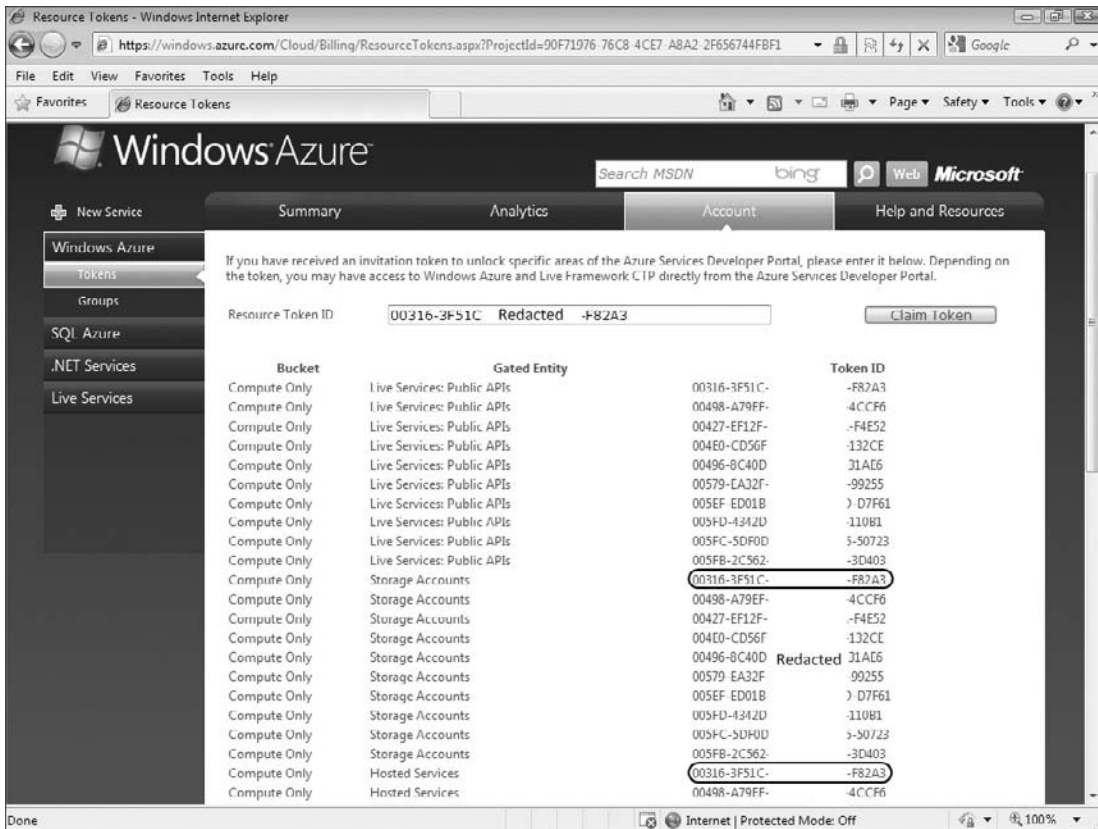 Resource Tokens - Windows Internet Explorer
https://windows.azure.com/Cloud/Billing/ResourceTokens.aspx?ProjectId=90F71976-76C8-4CE7-A8A2-2F656744FBF1
Google
File Edit View Favorites Tools Help
Favorites Resource Tokens Page Safety Tools
Windows Azure
Search MSDN bing Web Microsoft
New Service Summary Analytics Account Help and Resources
Windows Azure
Tokens
Groups
SQL Azure
.NET Services
Live Services
If you have received an invitation token to unlock specific areas of the Azure Services Developer Portal, please enter it below. Depending on
the token, you may have access to Windows Azure and Live Framework CTP directly from the Azure Services Developer Portal.
Resource Token ID 00316-3F51C Redacted -F82A3 Claim Token
Bucket Gated Entity Token ID
Compute Only Live Services: Public APIs 00316-3F51C- -F82A3
Compute Only Live Services: Public APIs 00498-A79EF- -4CCF6
Compute Only Live Services: Public APIs 00427-EF12F- -F4E52
Compute Only Live Services: Public APIs 004E0-CD56F -132CE
Compute Only Live Services: Public APIs 00496-8C40D 31AE6
Compute Only Live Services: Public APIs 00579-EA32F- -99255
Compute Only Live Services: Public APIs 005EF-ED01B -D7F61
Compute Only Live Services: Public APIs 005FD-4342D -110B1
Compute Only Live Services: Public APIs 005FC-5DF0D -50723
Compute Only Live Services: Public APIs 005FB-2C562- -3D403
Compute Only Storage Accounts 00316-3F51C- -F82A3
Compute Only Storage Accounts 00498-A79EF- -4CCF6
Compute Only Storage Accounts 00427-EF12F- -F4E52
Compute Only Storage Accounts 004E0-CD56F -132CE
Compute Only Storage Accounts 00496-8C40D Redacted 31AE6
Compute Only Storage Accounts 00579-EA32F 99255
Compute Only Storage Accounts 005EF-ED01B -D7F61
Compute Only Storage Accounts 005FD-4342D -110B1
Compute Only Storage Accounts 005FC-5DF0D -50723
Compute Only Storage Accounts 005FB-2C562- -3D403
Compute Only Hosted Services 00316-3F51C- -F82A3
Compute Only Hosted Services 00498-A79EF- -4CCF6
Done Internet | Protected Mode: Off 100%